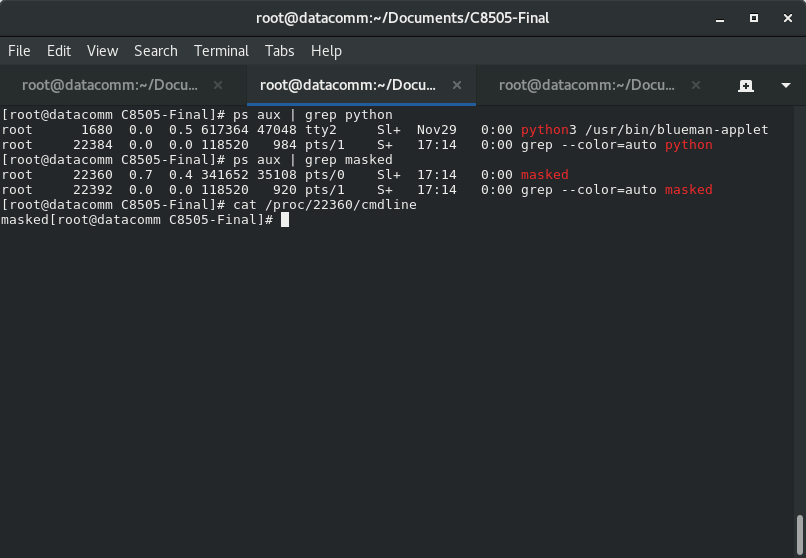 root@datacomm:~/Documents/C8505-Final
File Edit View Search Terminal Tabs Help
root@datacomm:~/Docu... root@datacomm:~/Docu... root@datacomm:~/Docu...
[root@datacomm C8505-Final]# ps aux | grep python
root      1680  0.0  0.5 617364 47048 tty2     Sl+  Nov29   0:00 python3 /usr/bin/blueman-applet
root     22384  0.0  0.0 118520   984 pts/1    S+   17:14   0:00 grep --color=auto python
[root@datacomm C8505-Final]# ps aux | grep masked
root     22360  0.7  0.4 341652 35108 pts/0    Sl+  17:14   0:00 masked
root     22392  0.0  0.0 118520   920 pts/1    S+   17:14   0:00 grep --color=auto masked
[root@datacomm C8505-Final]# cat /proc/22360/cmdline
masked[root@datacomm C8505-Final]#